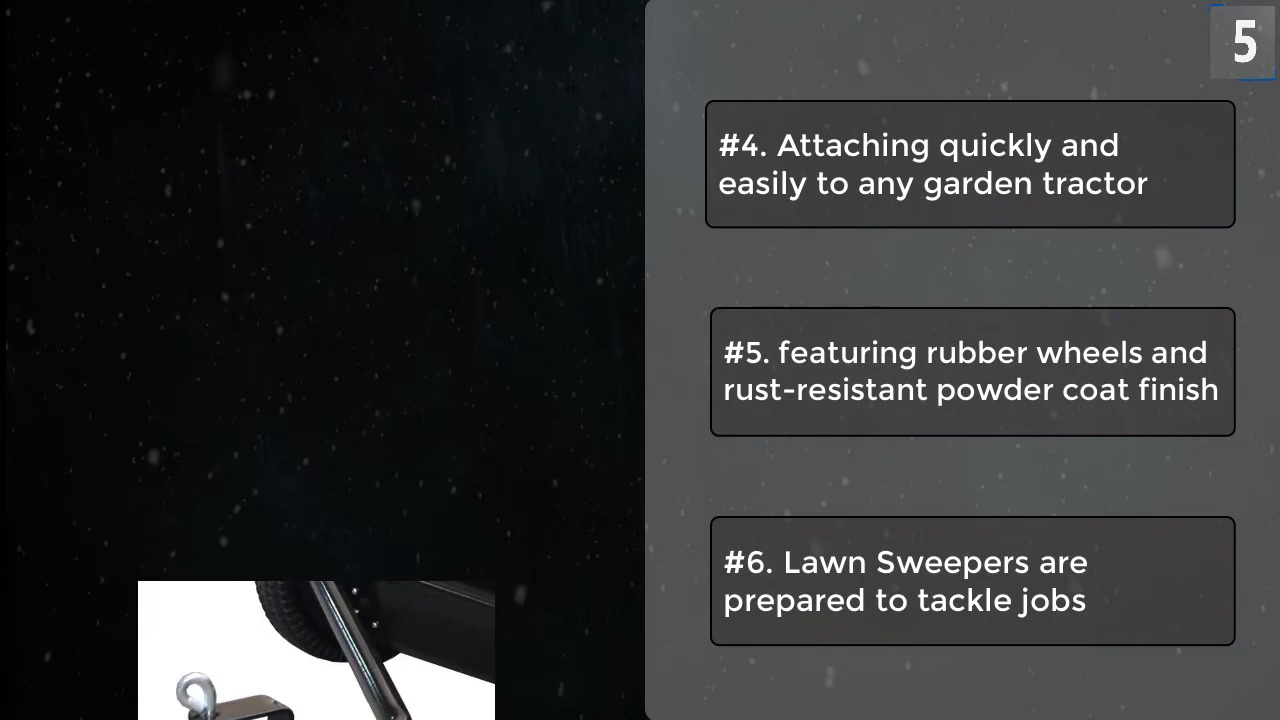 5
#4. Attaching quickly and
easily to any garden tractor
#5. featuring rubber wheels and
rust-resistant powder coat finish
#6. Lawn Sweepers are
prepared to tackle jobs